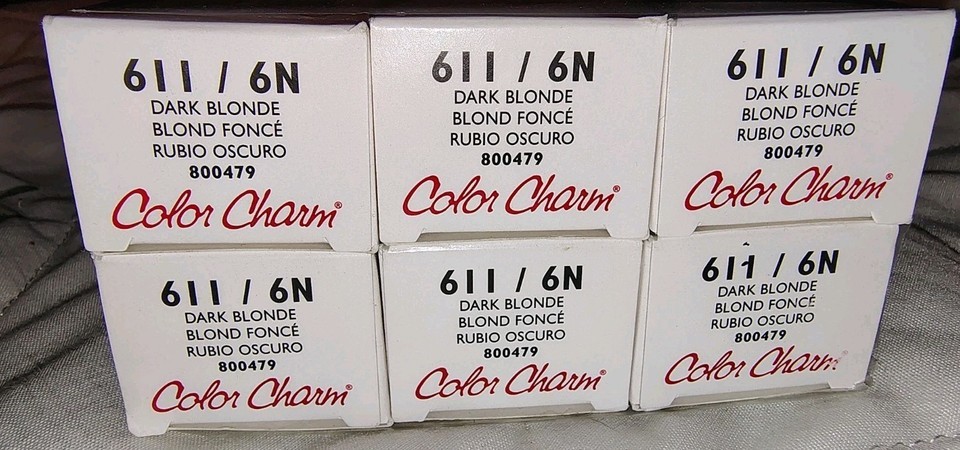 611 / 6N
DARK BLONDE
BLOND FONCÉ
RUBIO OSCURO
800479
Color Charm®
611 / 6N
DARK BLONDE
BLOND FONCÉ
RUBIO OSCURO
800479
Color Charm®
611 / 6N
DARK BLONDE
BLOND FONCÉ
RUBIO OSCURO
800479
Color Charm®
611 / 6N
DARK BLONDE
BLOND FONCÉ
RUBIO OSCURO
800479
Color Charm®
611 / 6N
DARK BLONDE
BLOND FONCÉ
RUBIO OSCURO
800479
Color Charm®
611 / 6N
DARK BLONDE
BLOND FONCÉ
RUBIO OSCURO
800479
Color Charm